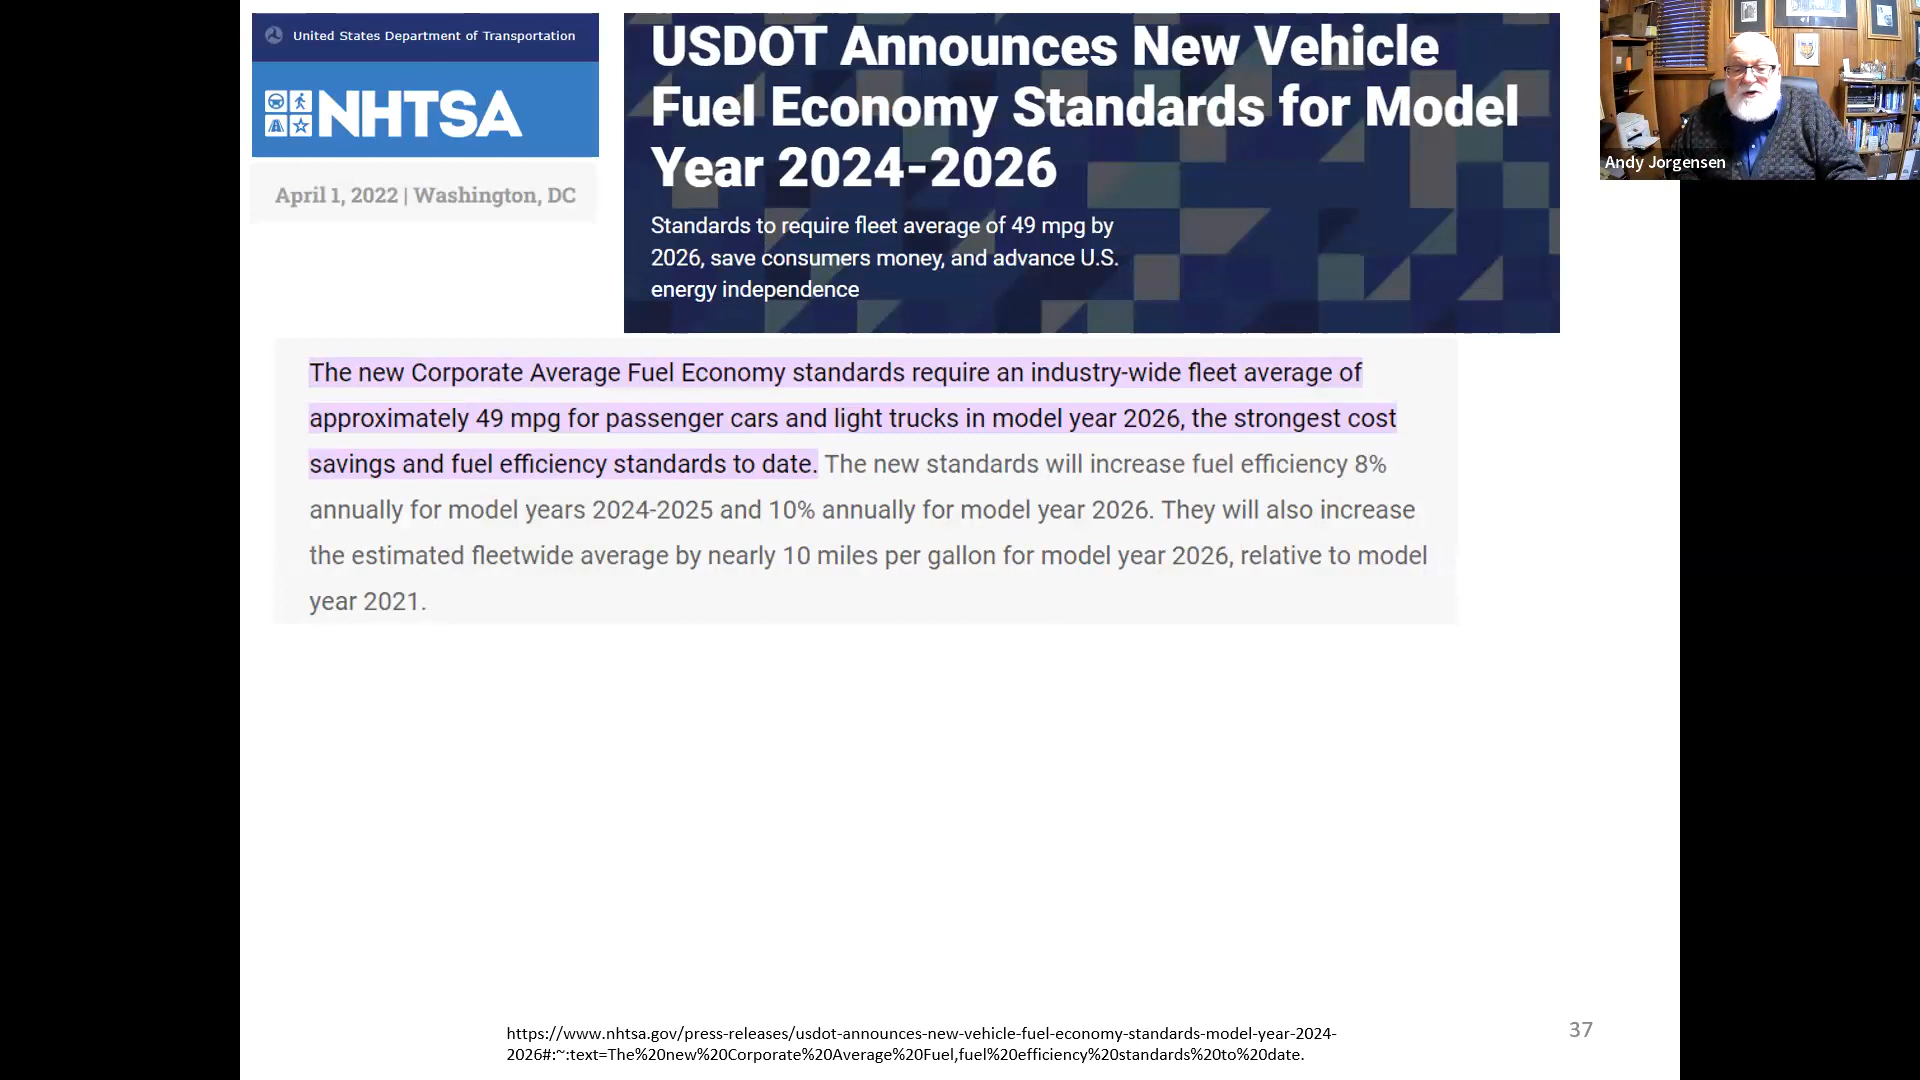 United States Department of Transportation
NHTSA
April 1, 2022 | Washington, DC
USDOT Announces New Vehicle
Fuel Economy Standards for Model
Year 2024-2026
Standards to require fleet average of 49 mpg by
2026, save consumers money, and advance U.S.
energy independence
Andy Jorgensen
The new Corporate Average Fuel Economy standards require an industry-wide fleet average of
approximately 49 mpg for passenger cars and light trucks in model year 2026, the strongest cost
savings and fuel efficiency standards to date. The new standards will increase fuel efficiency 8%
annually for model years 2024-2025 and 10% annually for model year 2026. They will also increase
the estimated fleetwide average by nearly 10 miles per gallon for model year 2026, relative to model
year 2021.
https://www.nhtsa.gov/press-releases/usdot-announces-new-vehicle-fuel-economy-standards-model-year-2024-
2026#:~:text=The%20new%20Corporate%20Average%20Fuel,fuel%20efficiency%20standards%20to%20date.
37